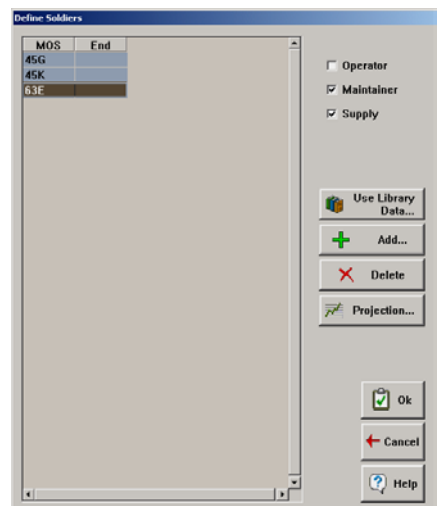 Define Soldiers
MOS End
45G
45K
63E
Operator
Maintainer
Supply
Use Library
Data...
Add...
Delete
Projection...
Ok
Cancel
Help